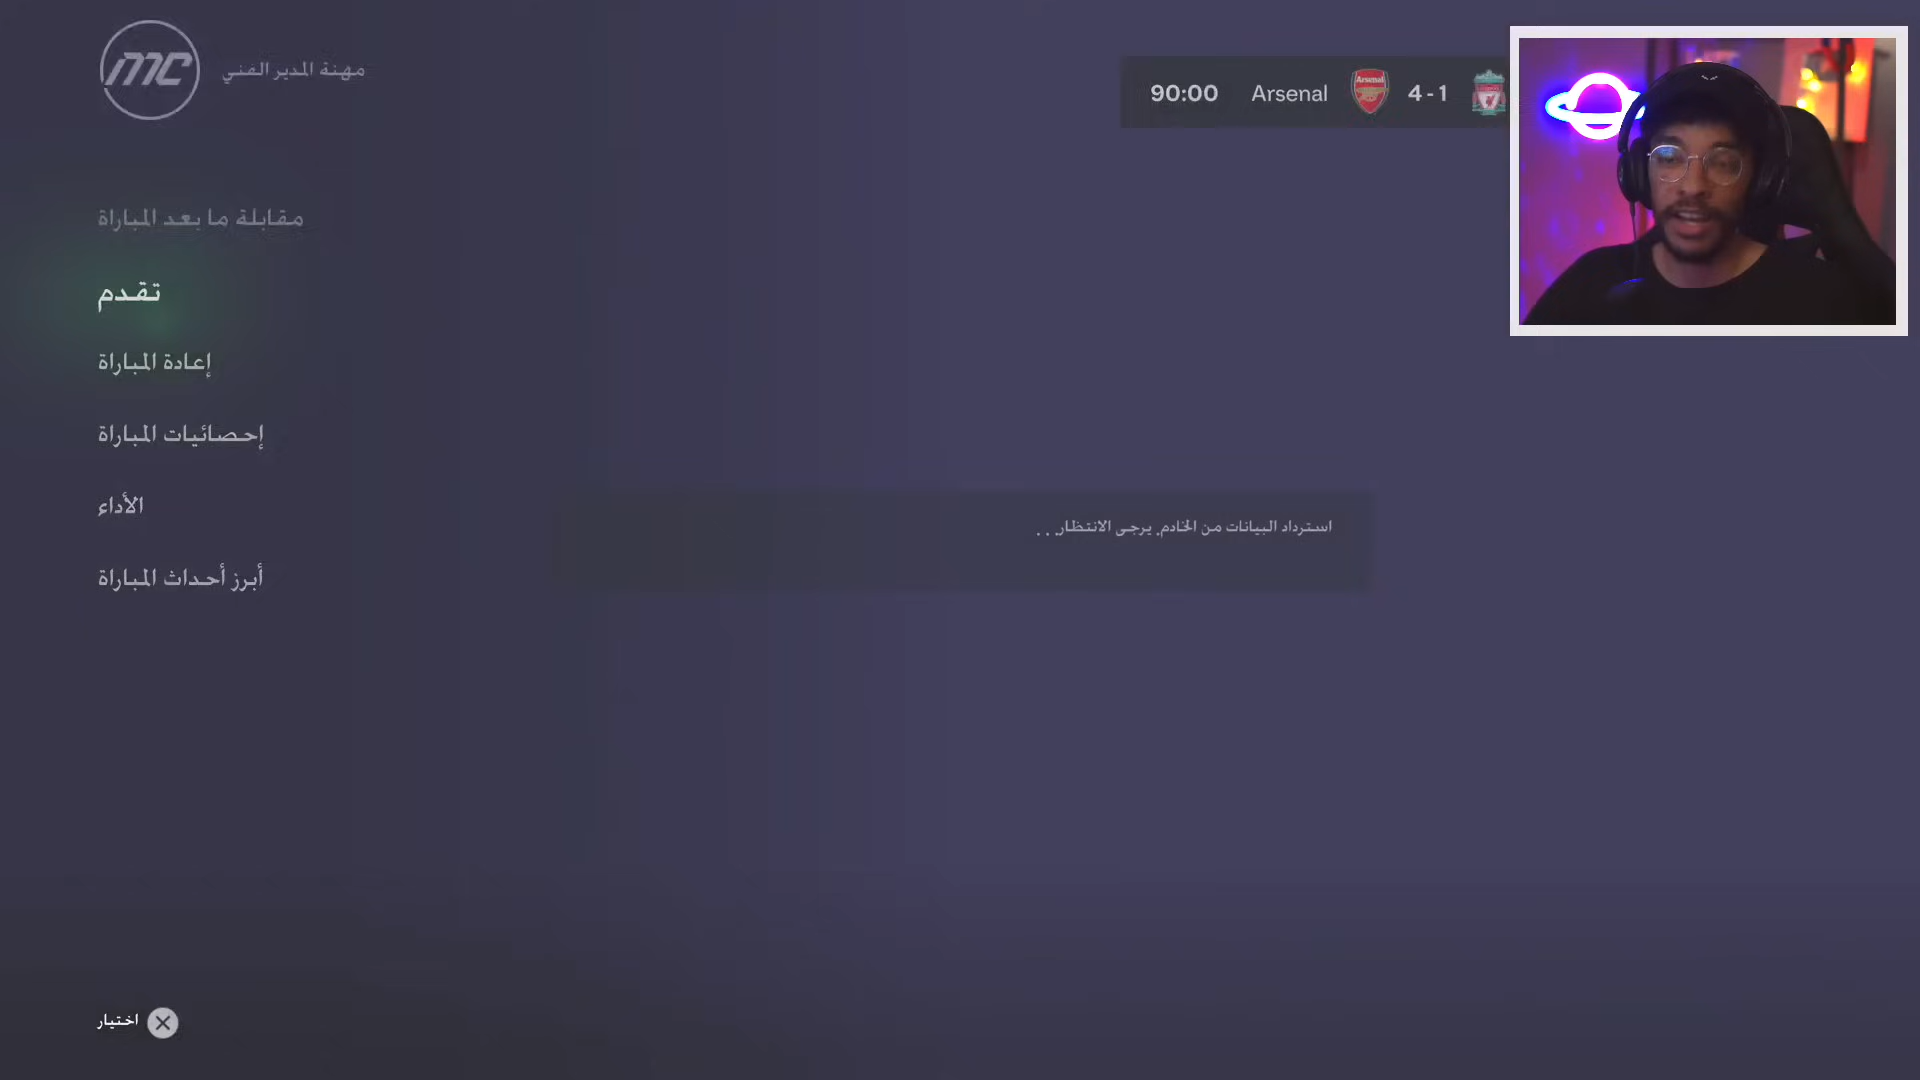 MC مهنة المدير الفني
90:00 Arsenal 4 - 1
مقابلة ما بعد المباراة
تقدم
إعادة المباراة
إحصائيات المباراة
الأداء
أبرز أحداث المباراة
استرداد البيانات من الخادم. يرجى الانتظار. . .
اختيار